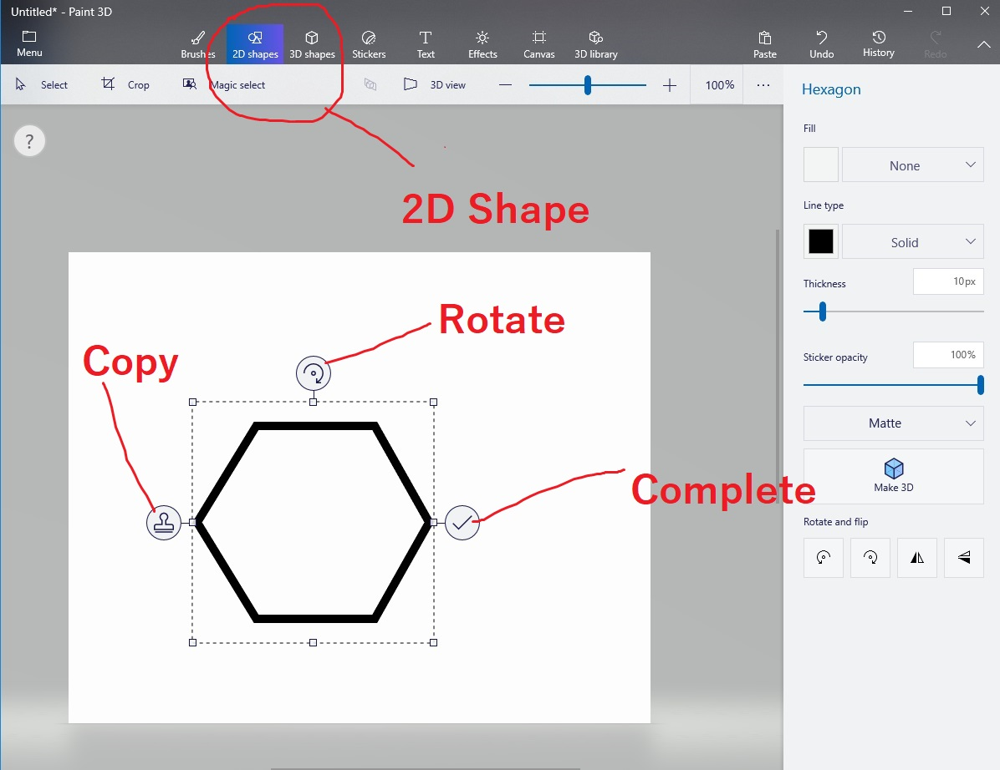 Untitled* - Paint 3D
Menu
Brushes
2D shapes
3D shapes
Stickers
Text
Effects
Canvas
3D library
Paste
Undo
History
Redo
Select
Crop
Magic select
3D view
100%
...
?
2D Shape
Rotate
Copy
Complete
Hexagon
Fill
None
Line type
Solid
Thickness
10px
Sticker opacity
100%
Matte
Make 3D
Rotate and flip